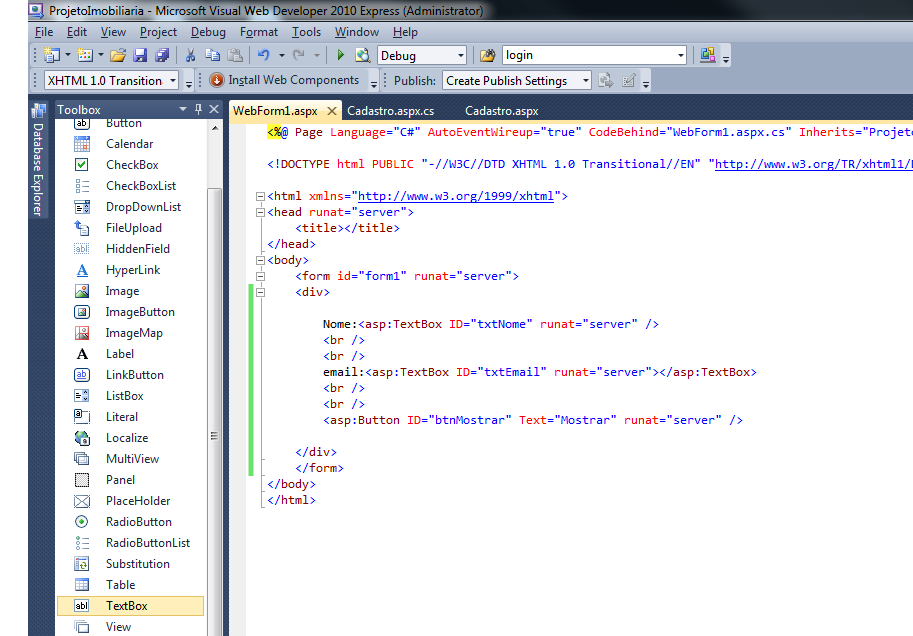 ProjetoImobiliaria - Microsoft Visual Web Developer 2010 Express (Administrator)
File Edit View Project Debug Format Tools Window Help
Debug login
XHTML 1.0 Transition Install Web Components Publish: Create Publish Settings
Database Explorer
Toolbox
Button
Calendar
CheckBox
CheckBoxList
DropDownList
FileUpload
HiddenField
HyperLink
Image
ImageButton
ImageMap
Label
LinkButton
ListBox
Literal
Localize
MultiView
Panel
PlaceHolder
RadioButton
RadioButtonList
Substitution
Table
TextBox
View
WebForm1.aspx Cadastro.aspx.cs Cadastro.aspx
<%@ Page Language="C#" AutoEventWireup="true" CodeBehind="WebForm1.aspx.cs" Inherits="Projeto
<!DOCTYPE html PUBLIC "-//W3C//DTD XHTML 1.0 Transitional//EN" "http://www.w3.org/TR/xhtml1/
<html xmlns="http://www.w3.org/1999/xhtml">
<head runat="server">
<title></title>
</head>
<body>
<form id="form1" runat="server">
<div>
Nome:<asp:TextBox ID="txtNome" runat="server" />
<br />
<br />
email:<asp:TextBox ID="txtEmail" runat="server"></asp:TextBox>
<br />
<br />
<asp:Button ID="btnMostrar" Text="Mostrar" runat="server" />
</div>
</form>
</body>
</html>